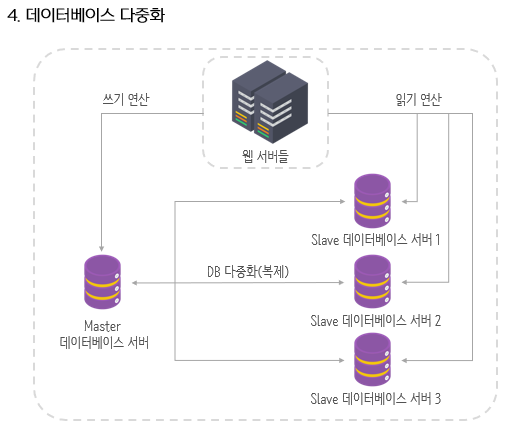 4. 데이터베이스 다중화
쓰기 연산
읽기 연산
웹 서버들
Slave 데이터베이스 서버 1
DB 다중화(복제)
Slave 데이터베이스 서버 2
Master
데이터베이스 서버
Slave 데이터베이스 서버 3